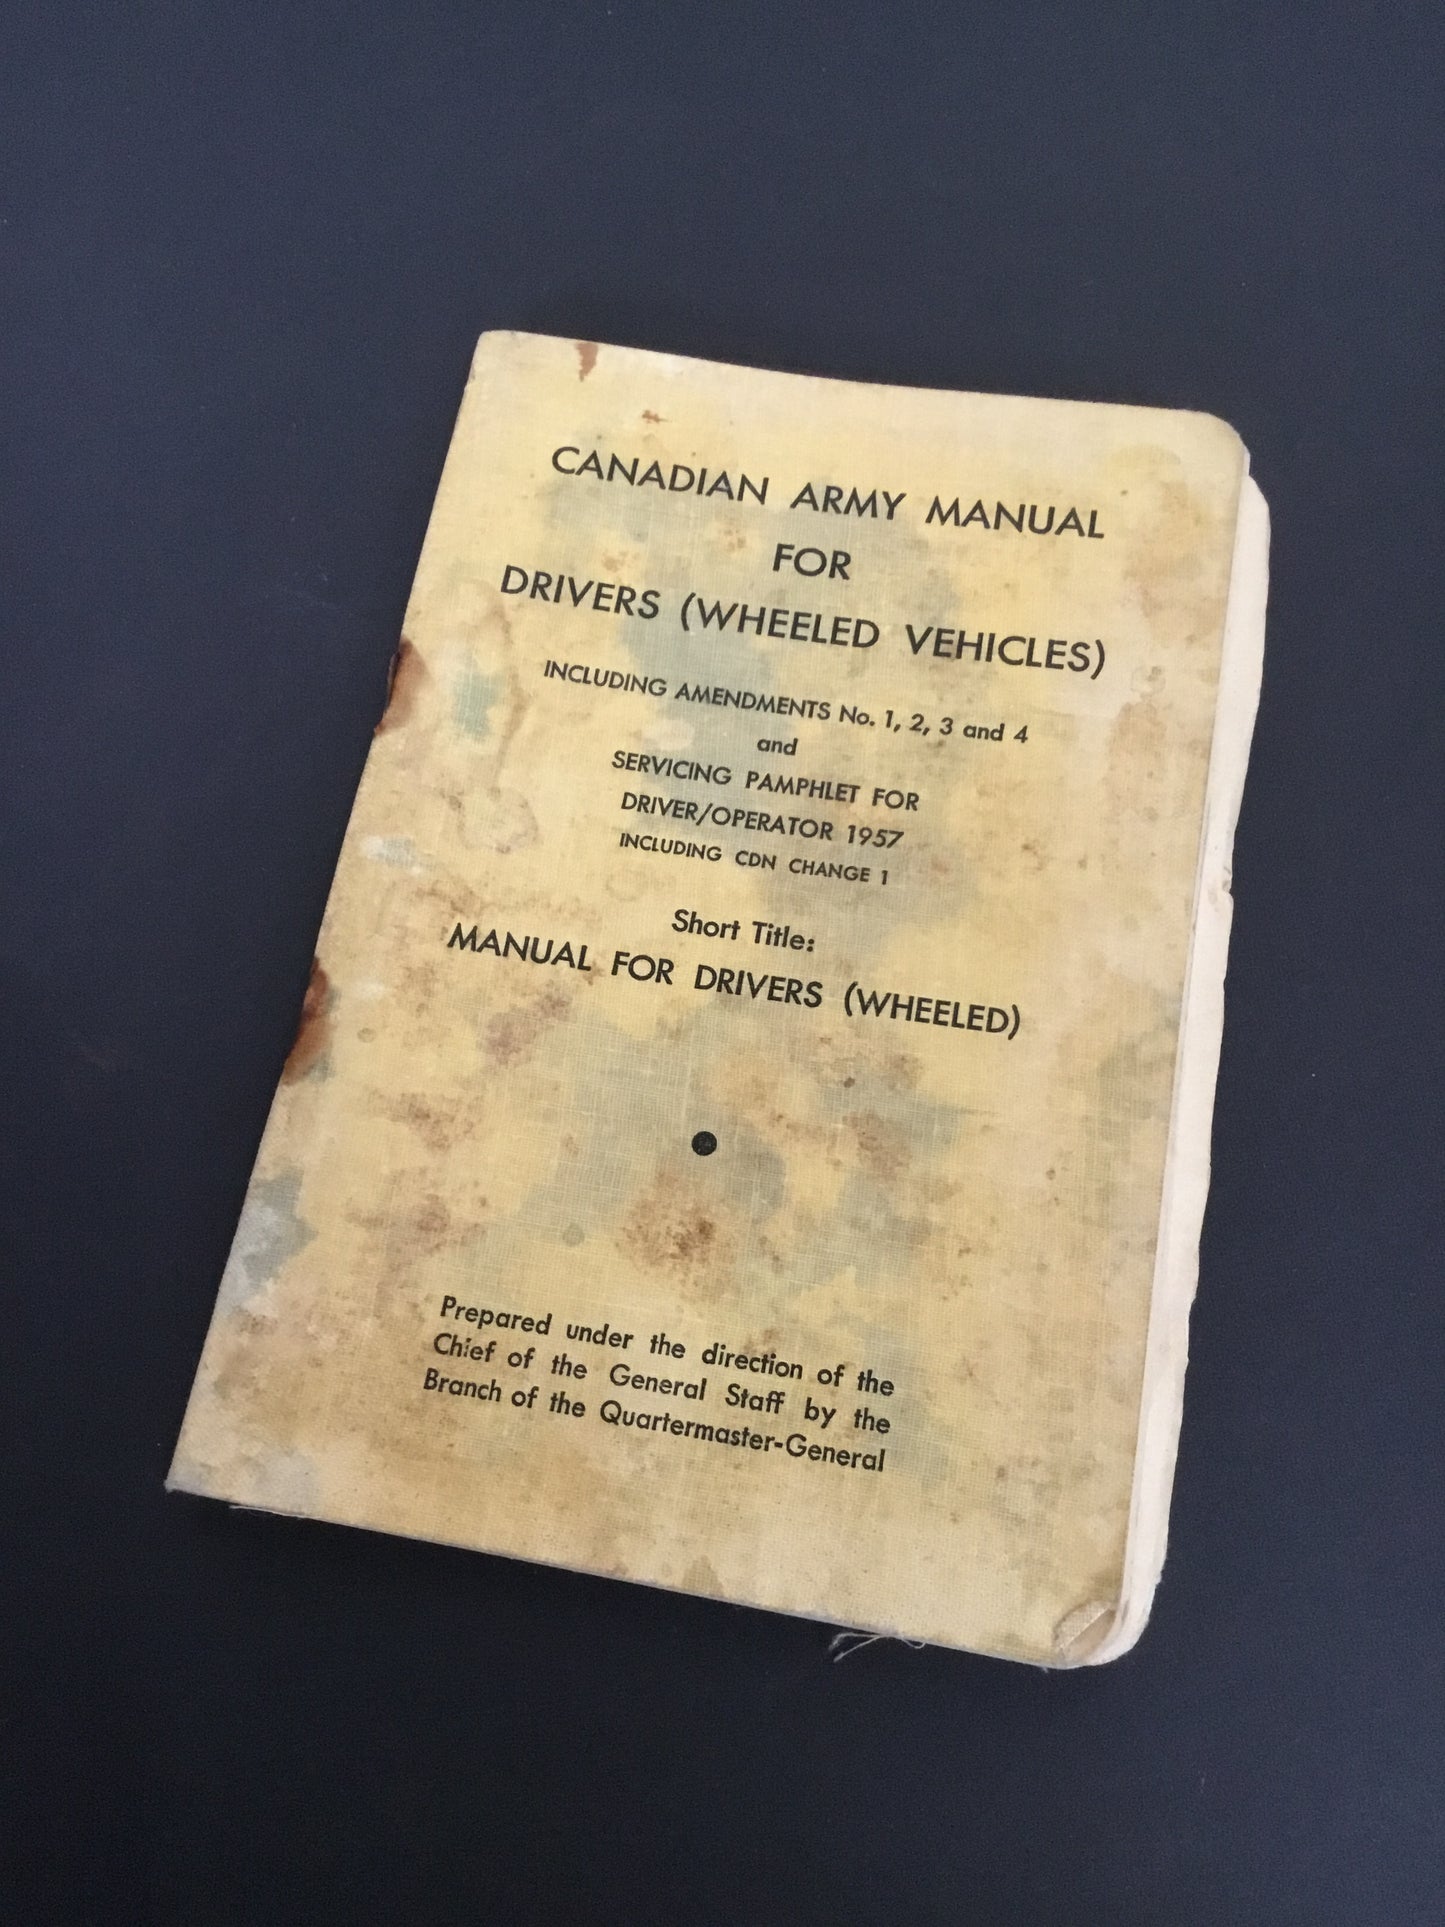 CANADIAN ARMY MANUAL
FOR
DRIVERS (WHEELED VEHICLES)
INCLUDING AMENDMENTS No. 1, 2, 3 and 4
and
SERVICING PAMPHLET FOR
DRIVER/OPERATOR 1957
INCLUDING CDN CHANGE 1
Short Title:
MANUAL FOR DRIVERS (WHEELED)
Prepared under the direction of the
Chief of the General Staff by the
Branch of the Quartermaster-General